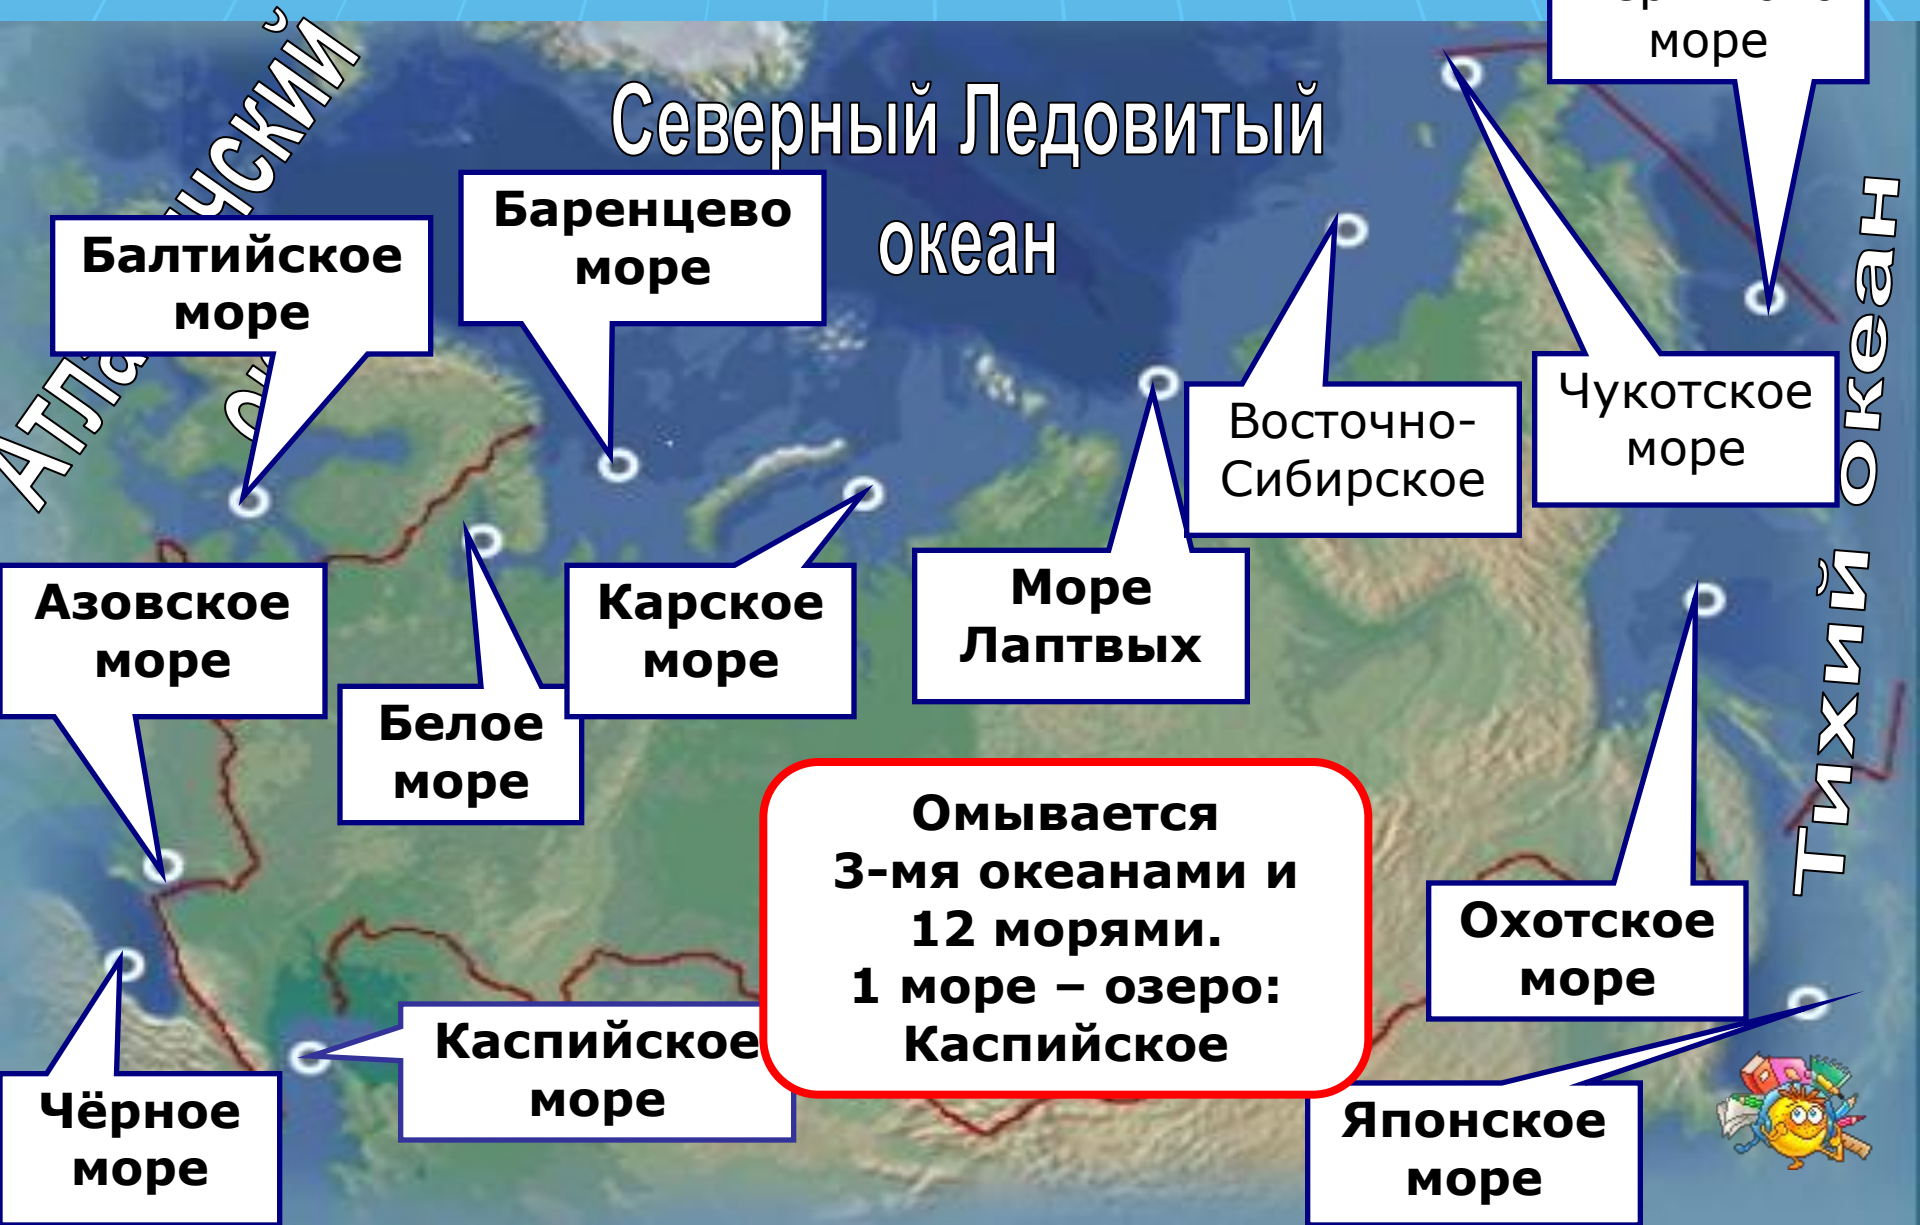 море
Северный Ледовитый
океан
Баренцево
море
Балтийское
море
Чукотское
море
Восточно-
Сибирское
Тихий океан
Азовское
море
Карское
море
Море
Лаптвых
Белое
море
Омывается
3-мя океанами и
12 морями.
1 море – озеро:
Каспийское
Охотское
море
Каспийское
море
Чёрное
море
Японское
море